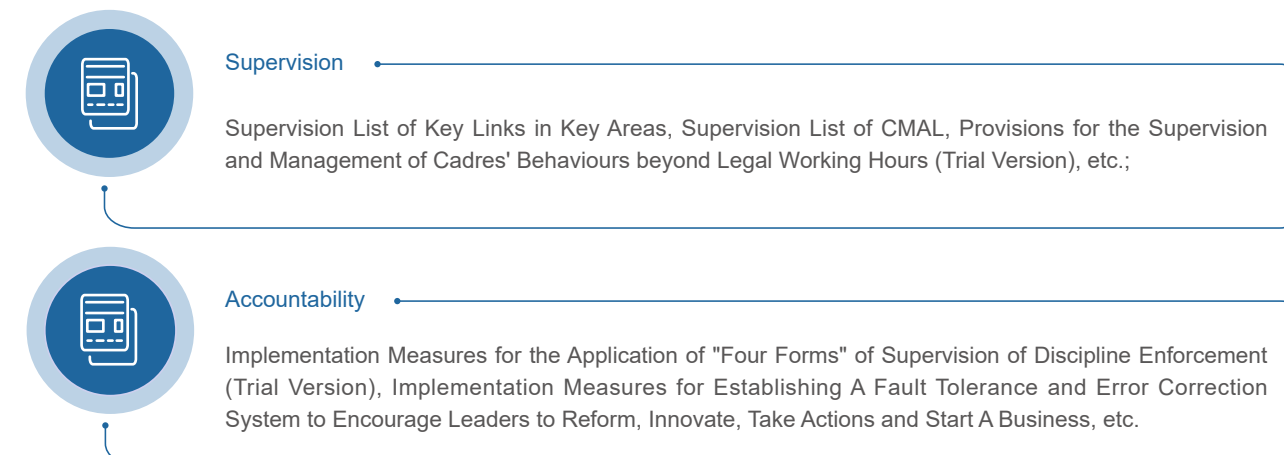 Supervision
Supervision List of Key Links in Key Areas, Supervision List of CMAL, Provisions for the Supervision
and Management of Cadres' Behaviours beyond Legal Working Hours (Trial Version), etc.;
Accountability
Implementation Measures for the Application of "Four Forms" of Supervision of Discipline Enforcement
(Trial Version), Implementation Measures for Establishing A Fault Tolerance and Error Correction
System to Encourage Leaders to Reform, Innovate, Take Actions and Start A Business, etc.